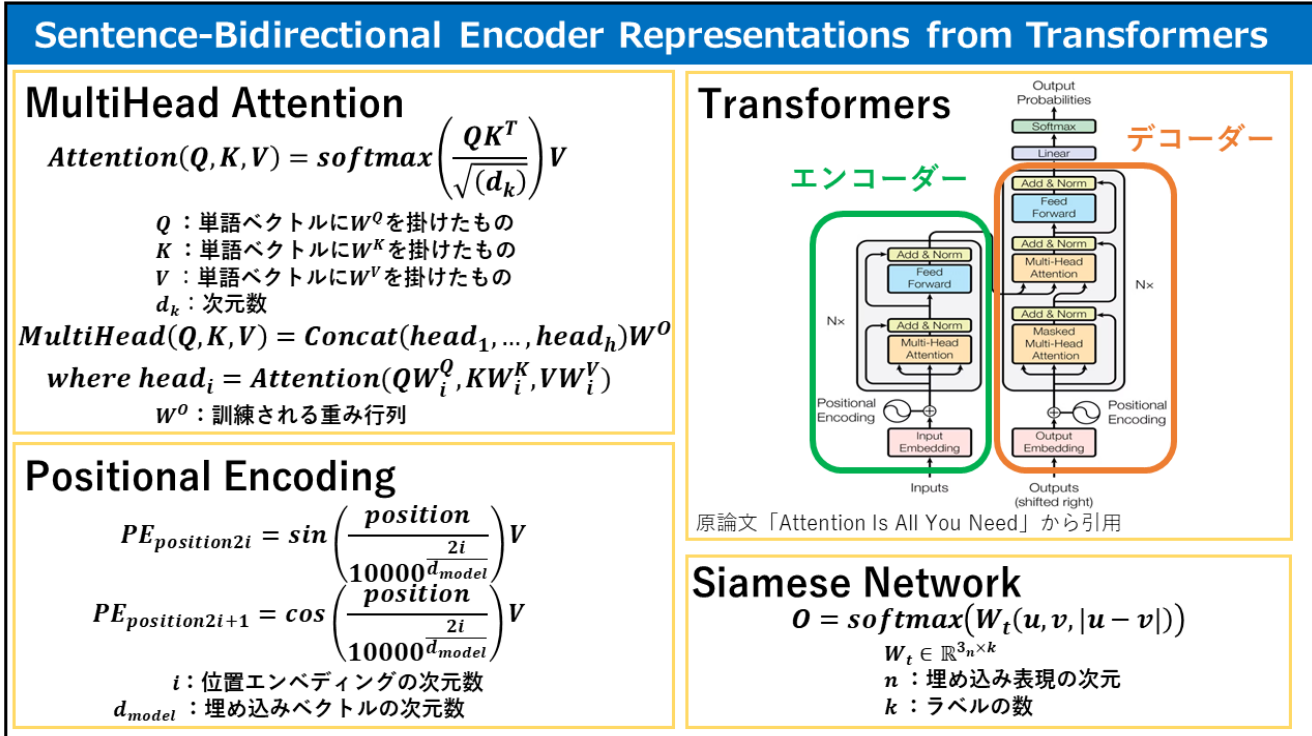 Sentence-Bidirectional Encoder Representations from Transformers
MultiHead Attention
Attention(Q, K, V) = softmax(QK^T / √(d_k)) V
Q ：単語ベクトルにW^Qを掛けたもの
K ：単語ベクトルにW^Kを掛けたもの
V ：単語ベクトルにW^Vを掛けたもの
d_k：次元数
MultiHead(Q, K, V) = Concat(head_1, ..., head_h)W^O
where head_i = Attention(QW_i^Q, KW_i^K, VW_i^V)
W^O：訓練される重み行列
Positional Encoding
PE_position2i = sin(position / 10000^(2i/d_model)) V
PE_position2i+1 = cos(position / 10000^(2i/d_model)) V
i：位置エンベディングの次元数
d_model ：埋め込みベクトルの次元数
Transformers
Output
Probabilities
Softmax
Linear
デコーダー
エンコーダー
Add & Norm
Feed
Forward
Add & Norm
Multi-Head
Attention
Add & Norm
Feed
Forward
N×
N×
Add & Norm
Multi-Head
Attention
Add & Norm
Masked
Multi-Head
Attention
Positional
Encoding
Positional
Encoding
Input
Embedding
Output
Embedding
Inputs
Outputs
(shifted right)
原論文「Attention Is All You Need」から引用
Siamese Network
O = softmax(W_t(u, v, |u − v|))
W_t ∈ ℝ^(3_n×k)
n ：埋め込み表現の次元
k ：ラベルの数